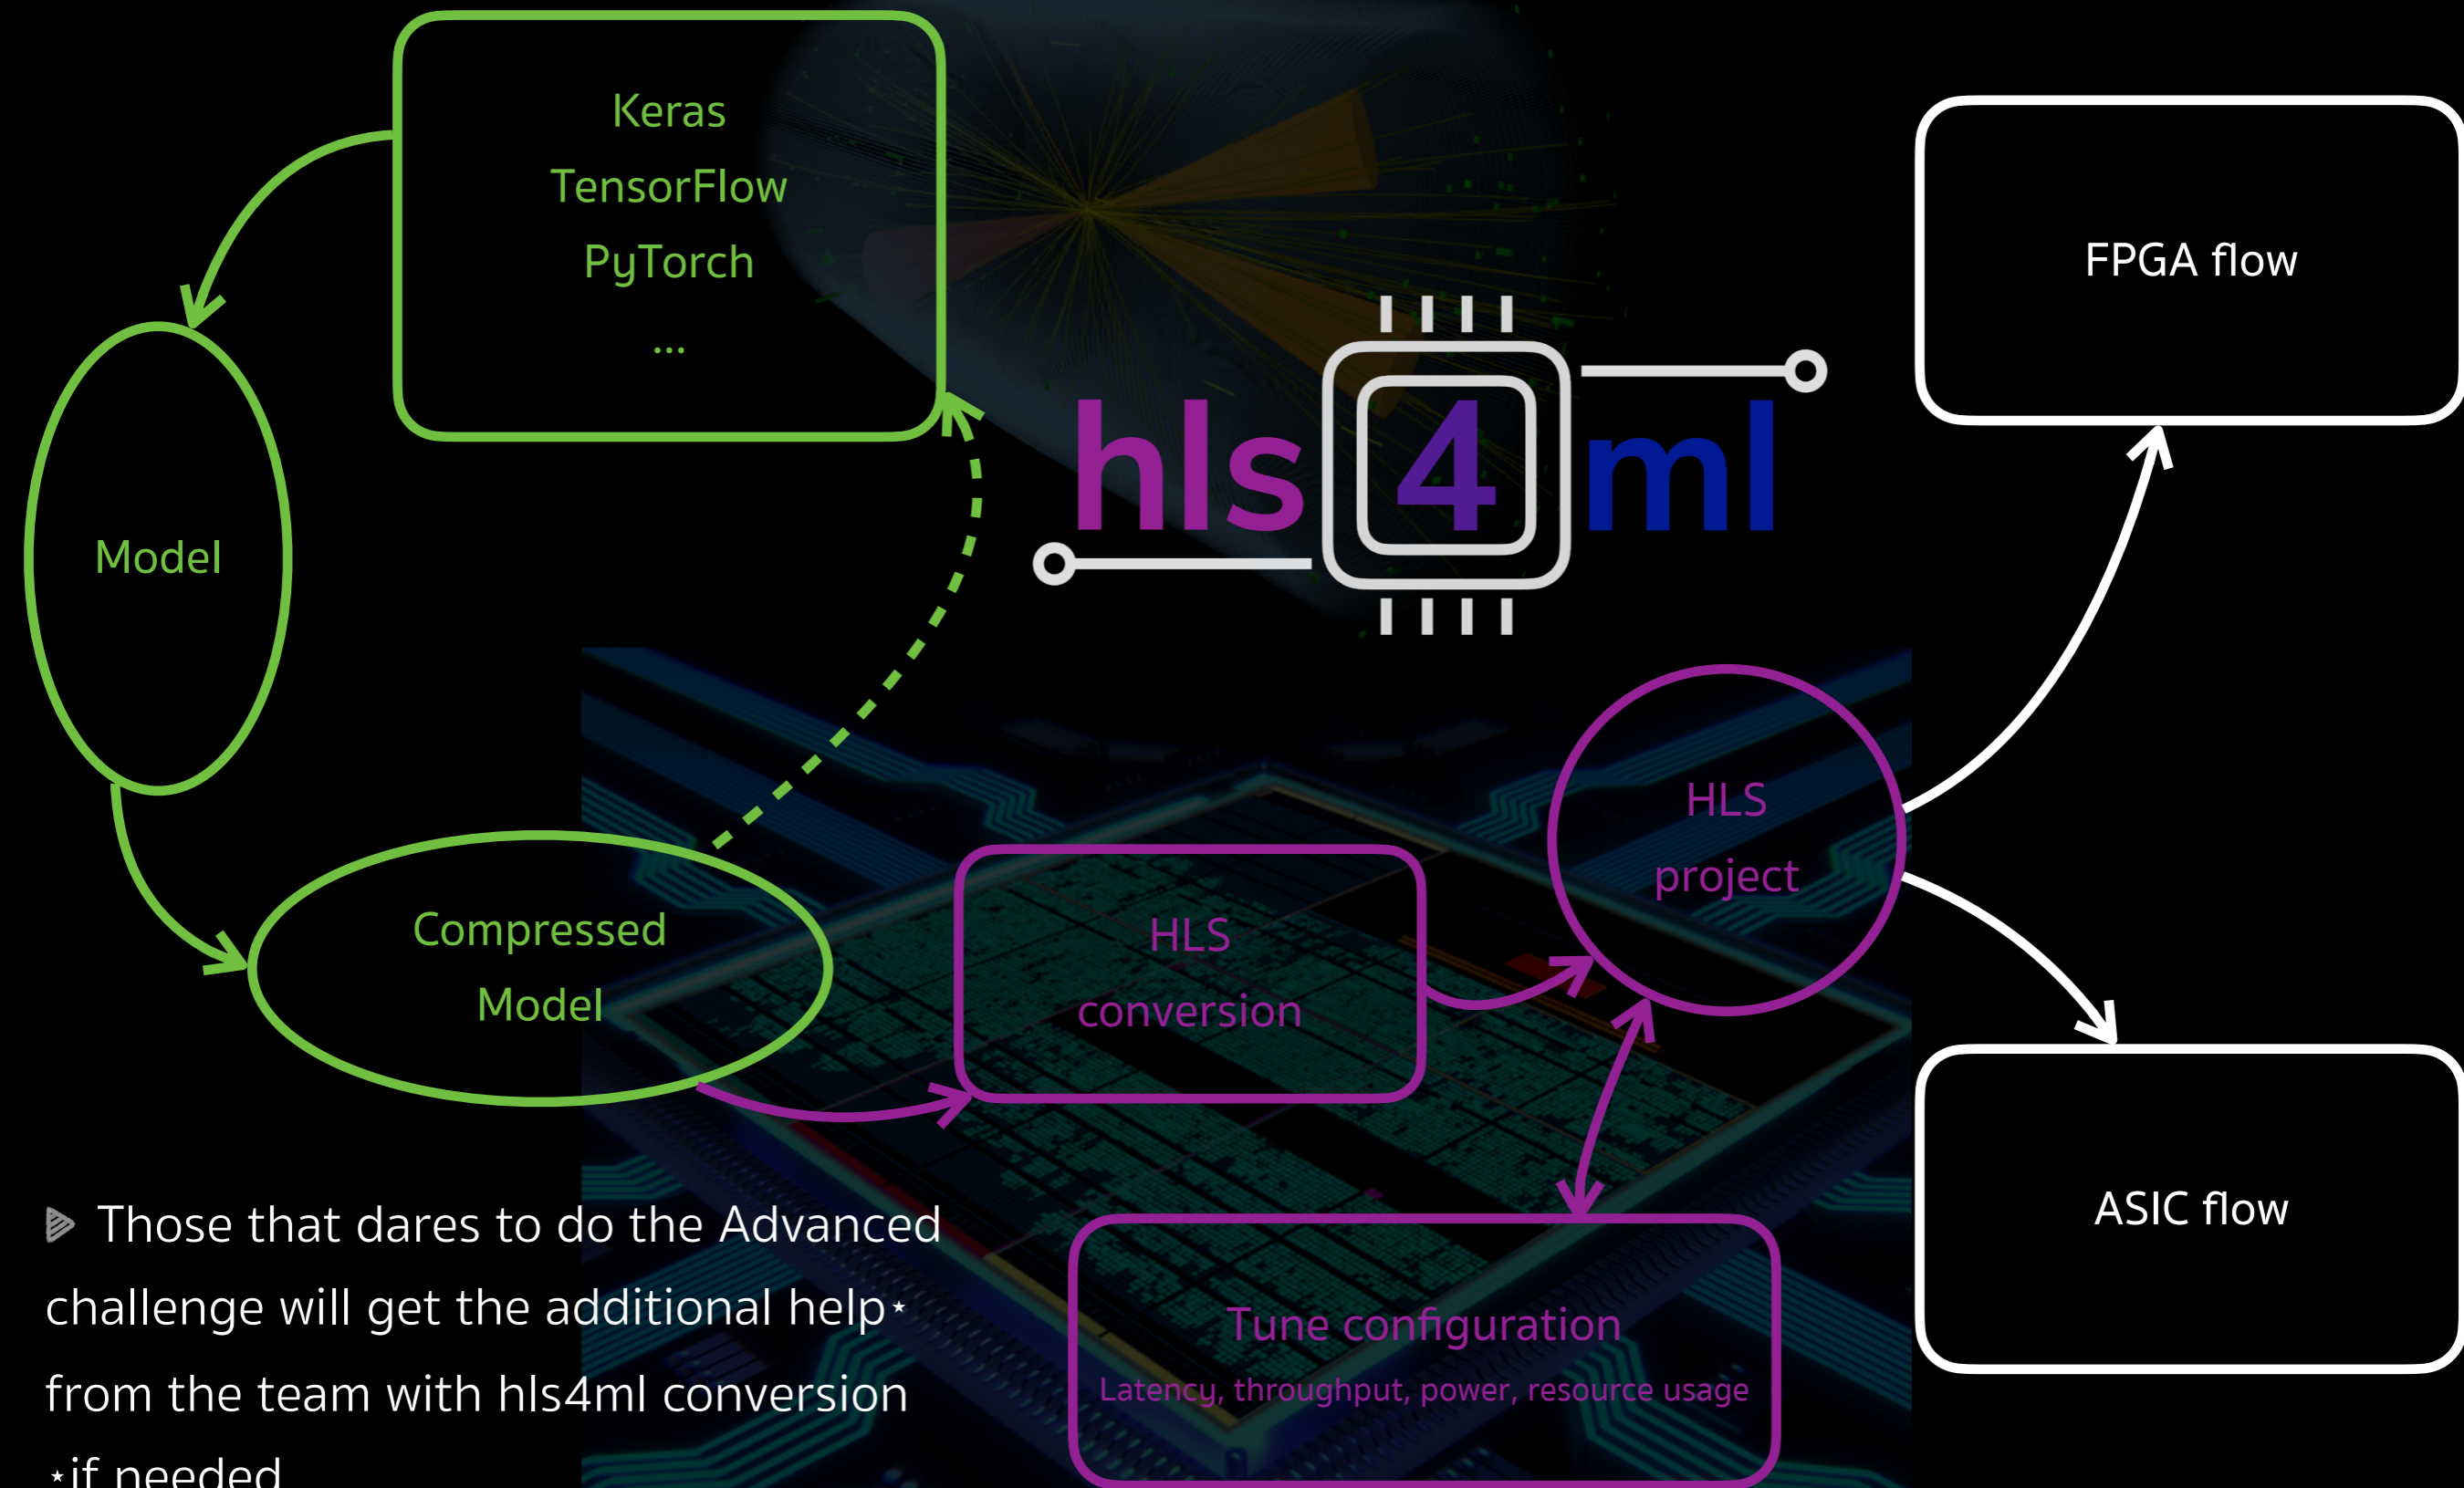 Keras
TensorFlow
PyTorch
...
Model
Compressed
Model
hls4ml
HLS
conversion
HLS
project
Tune configuration
Latency, throughput, power, resource usage
FPGA flow
ASIC flow
Those that dares to do the Advanced
challenge will get the additional help⋆
from the team with hls4ml conversion
⋆if needed